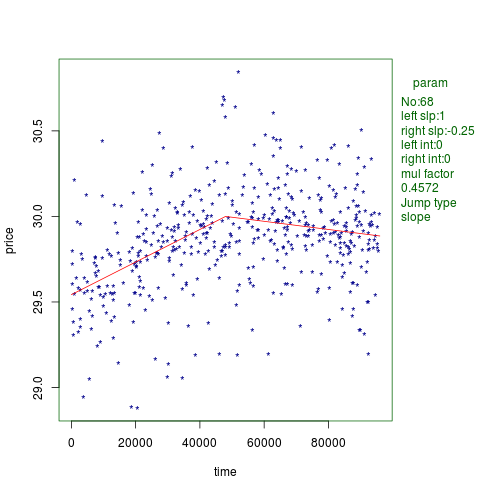 param
No:68
left slp:1
right slp:-0.25
left int:0
right int:0
mul factor
0.4572
Jump type
slope
30.5
30.0
29.5
29.0
price
0 20000 40000 60000 80000
time